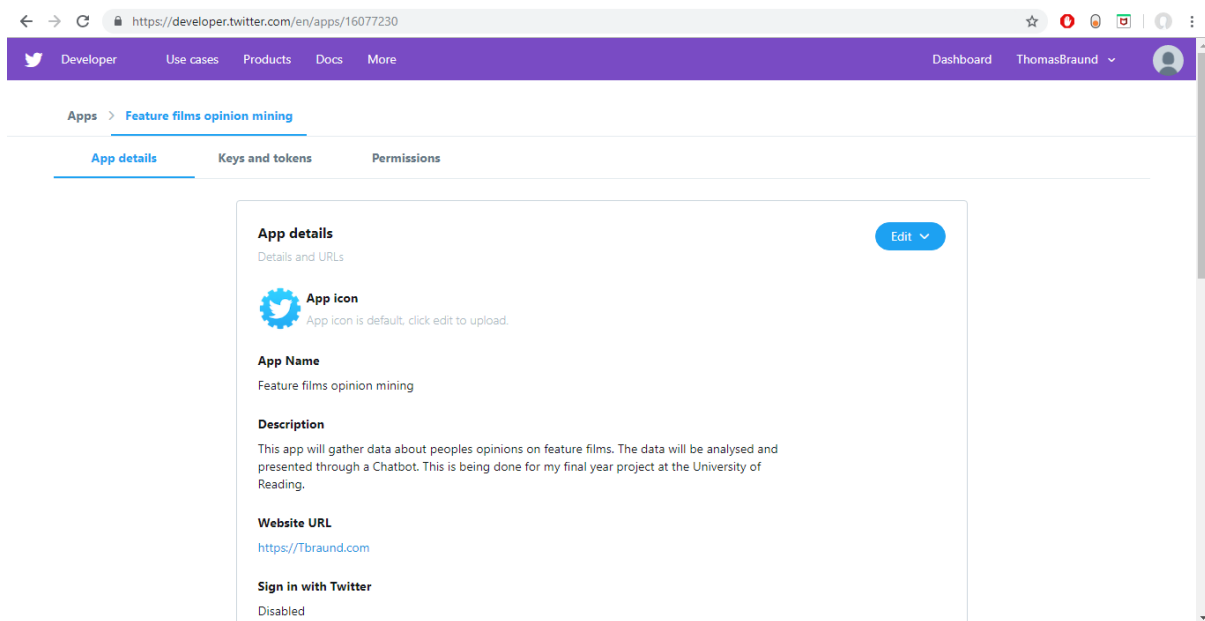 https://developer.twitter.com/en/apps/16077230
Developer Use cases Products Docs More Dashboard ThomasBraund
Apps > Feature films opinion mining
App details Keys and tokens Permissions
App details
Edit
Details and URLs
App icon
App icon is default, click edit to upload.
App Name
Feature films opinion mining
Description
This app will gather data about peoples opinions on feature films. The data will be analysed and
presented through a Chatbot. This is being done for my final year project at the University of
Reading.
Website URL
https://Tbraund.com
Sign in with Twitter
Disabled